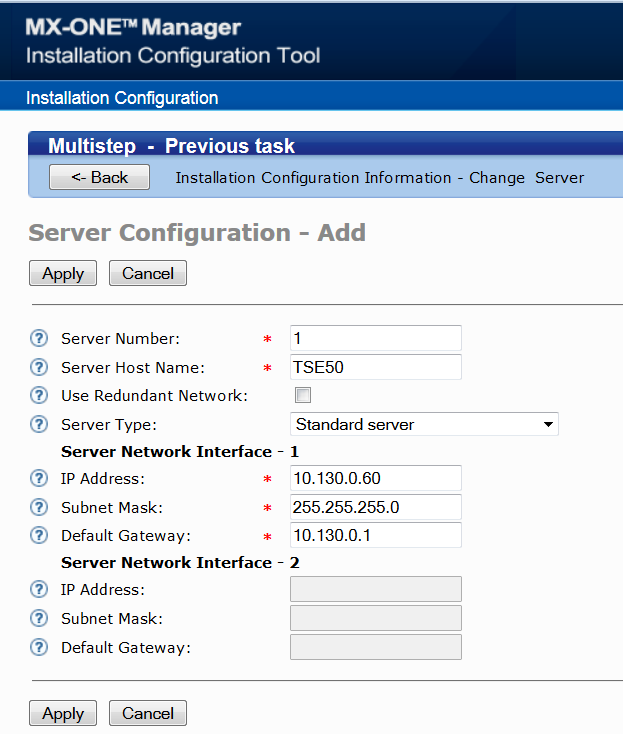 MX-ONE™ Manager
Installation Configuration Tool
Installation Configuration
Multistep - Previous task
<- Back Installation Configuration Information - Change Server
Server Configuration - Add
Apply Cancel
? Server Number: * 1
? Server Host Name: * TSE50
? Use Redundant Network:
? Server Type: Standard server
Server Network Interface - 1
? IP Address: * 10.130.0.60
? Subnet Mask: * 255.255.255.0
? Default Gateway: * 10.130.0.1
Server Network Interface - 2
? IP Address:
? Subnet Mask:
? Default Gateway:
Apply Cancel